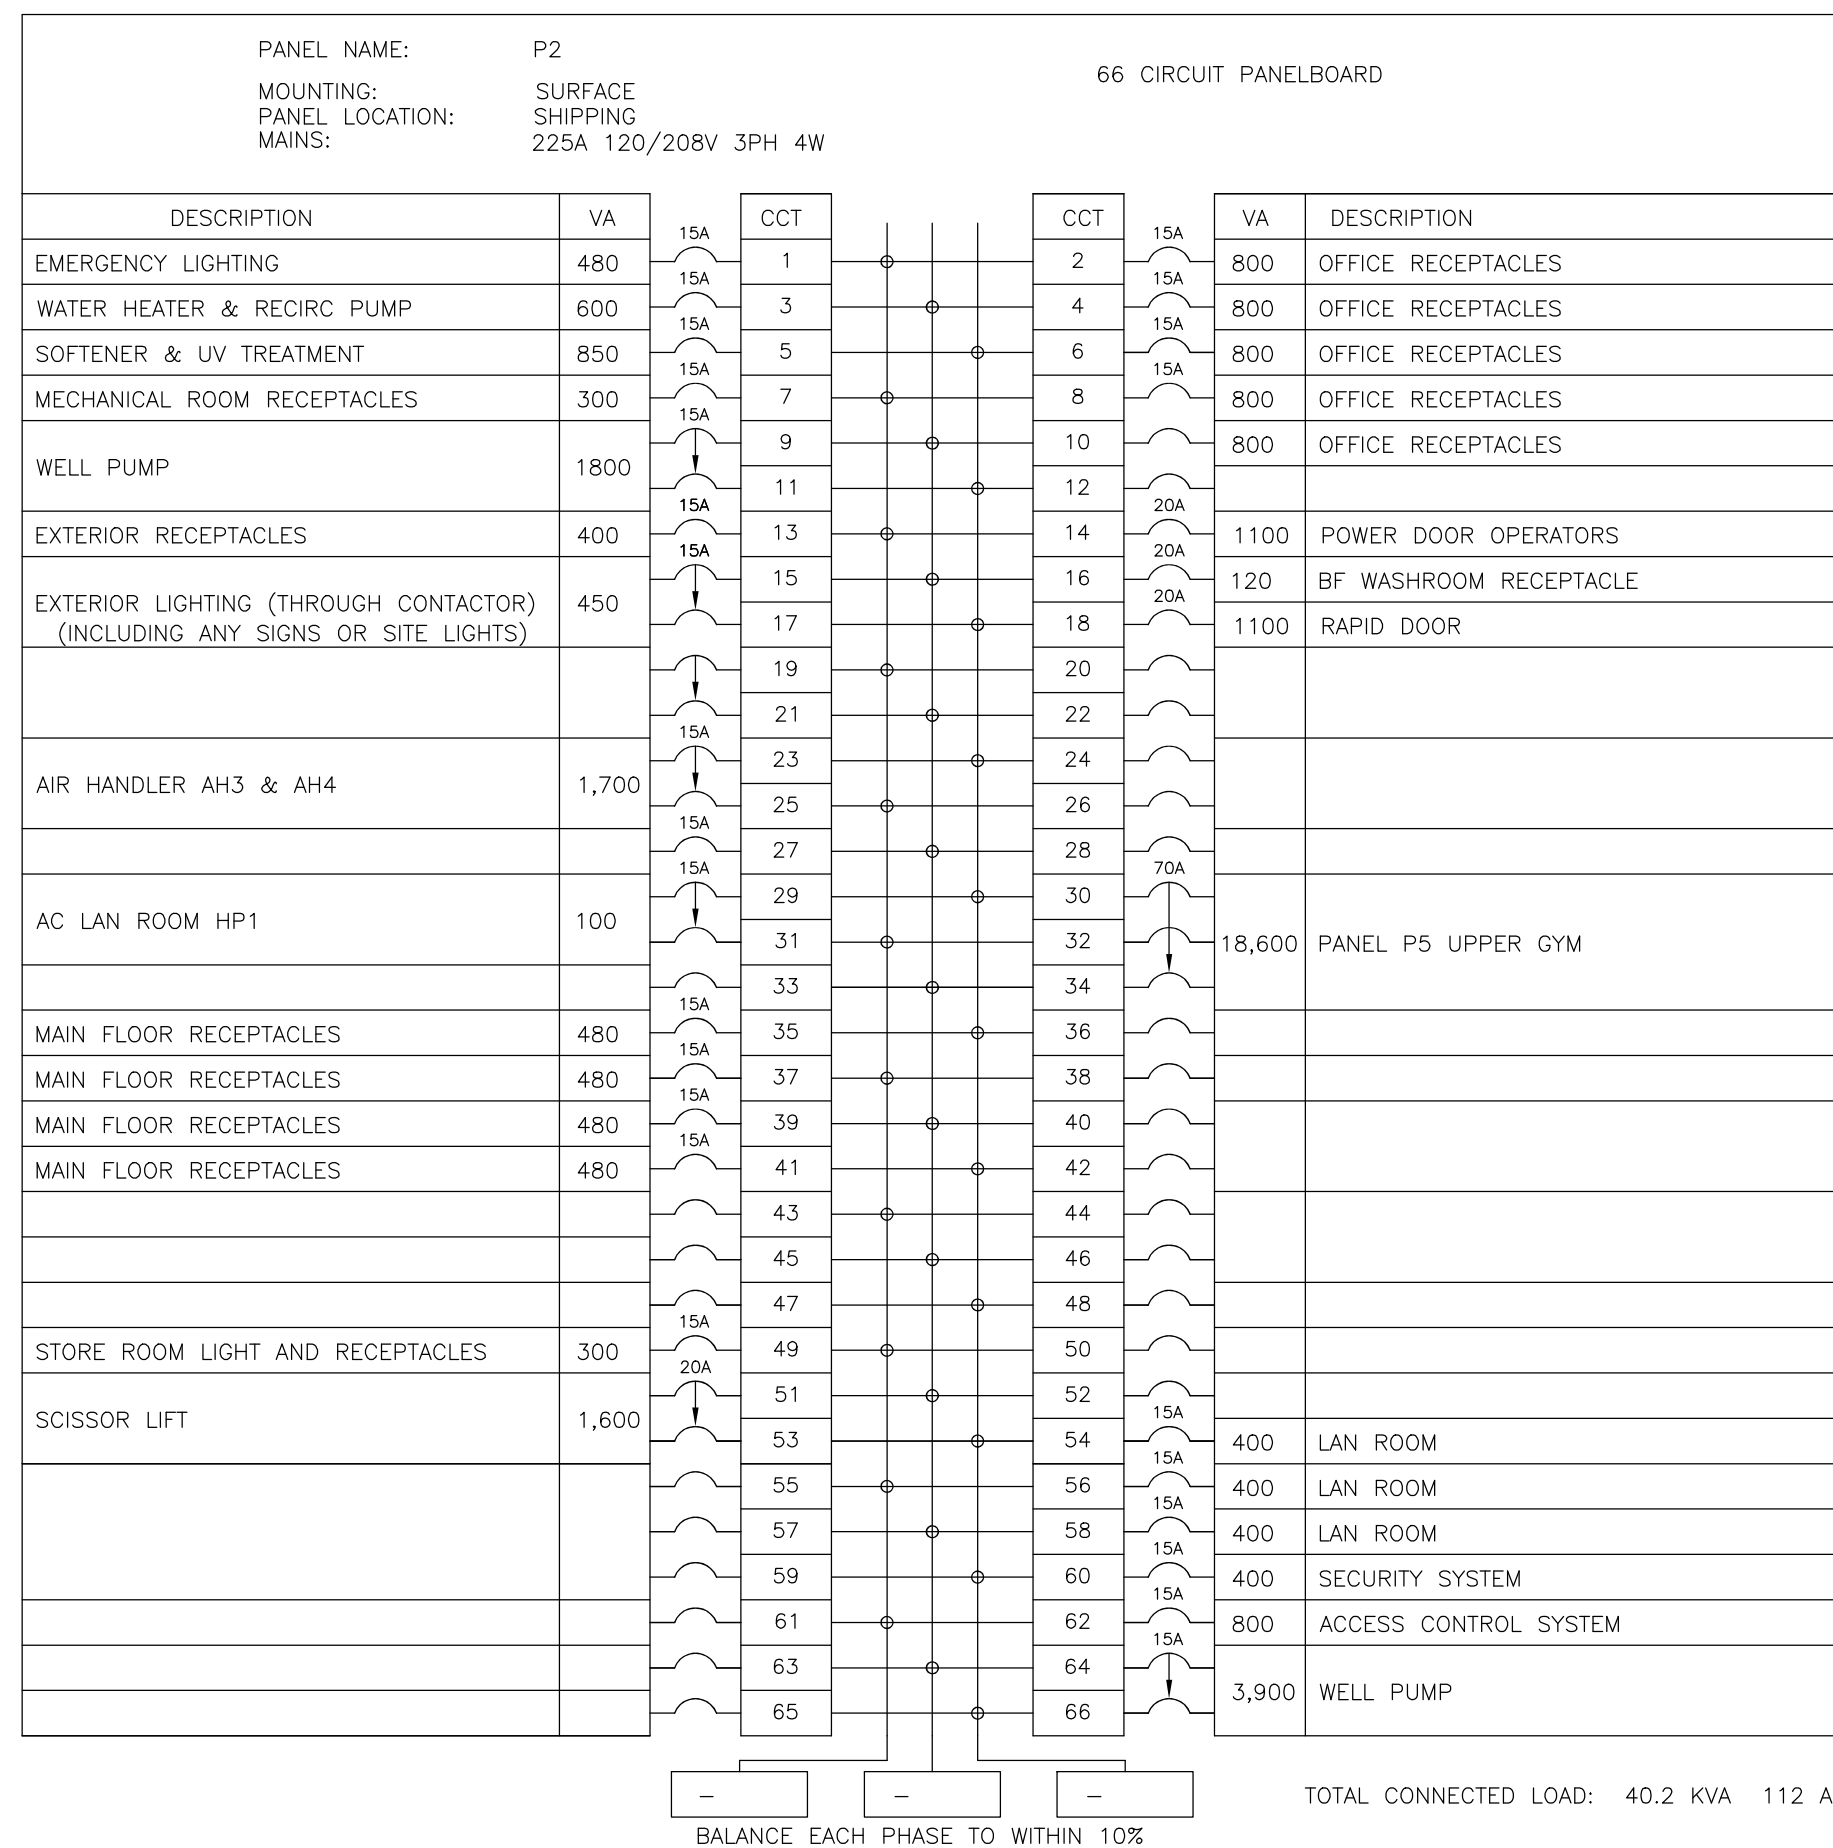 PANEL NAME: P2
66 CIRCUIT PANELBOARD
MOUNTING: SURFACE
PANEL LOCATION: SHIPPING
MAINS: 225A 120/208V 3PH 4W
DESCRIPTION VA CCT CCT VA DESCRIPTION
15A 15A
EMERGENCY LIGHTING 480 1 2 800 OFFICE RECEPTACLES
15A 15A
WATER HEATER & RECIRC PUMP 600 3 4 800 OFFICE RECEPTACLES
15A 15A
SOFTENER & UV TREATMENT 850 5 6 800 OFFICE RECEPTACLES
15A 15A
MECHANICAL ROOM RECEPTACLES 300 7 8 800 OFFICE RECEPTACLES
15A
9 10 800 OFFICE RECEPTACLES
WELL PUMP 1800
11 12
15A 20A
EXTERIOR RECEPTACLES 400 13 14 1100 POWER DOOR OPERATORS
15A 20A
15 16 120 BF WASHROOM RECEPTACLE
EXTERIOR LIGHTING (THROUGH CONTACTOR) 450 20A
(INCLUDING ANY SIGNS OR SITE LIGHTS) 17 18 1100 RAPID DOOR
19 20
21 22
15A
23 24
AIR HANDLER AH3 & AH4 1,700
25 26
15A
27 28
15A 70A
29 30
AC LAN ROOM HP1 100
31 32 18,600 PANEL P5 UPPER GYM
33 34
15A
MAIN FLOOR RECEPTACLES 480 35 36
15A
MAIN FLOOR RECEPTACLES 480 37 38
15A
MAIN FLOOR RECEPTACLES 480 39 40
15A
MAIN FLOOR RECEPTACLES 480 41 42
43 44
45 46
47 48
15A
STORE ROOM LIGHT AND RECEPTACLES 300 49 50
20A
51 52
SCISSOR LIFT 1,600 15A
53 54 400 LAN ROOM
15A
55 56 400 LAN ROOM
15A
57 58 400 LAN ROOM
15A
59 60 400 SECURITY SYSTEM
15A
61 62 800 ACCESS CONTROL SYSTEM
15A
63 64
3,900 WELL PUMP
65 66
– – –
TOTAL CONNECTED LOAD: 40.2 KVA 112 A
BALANCE EACH PHASE TO WITHIN 10%